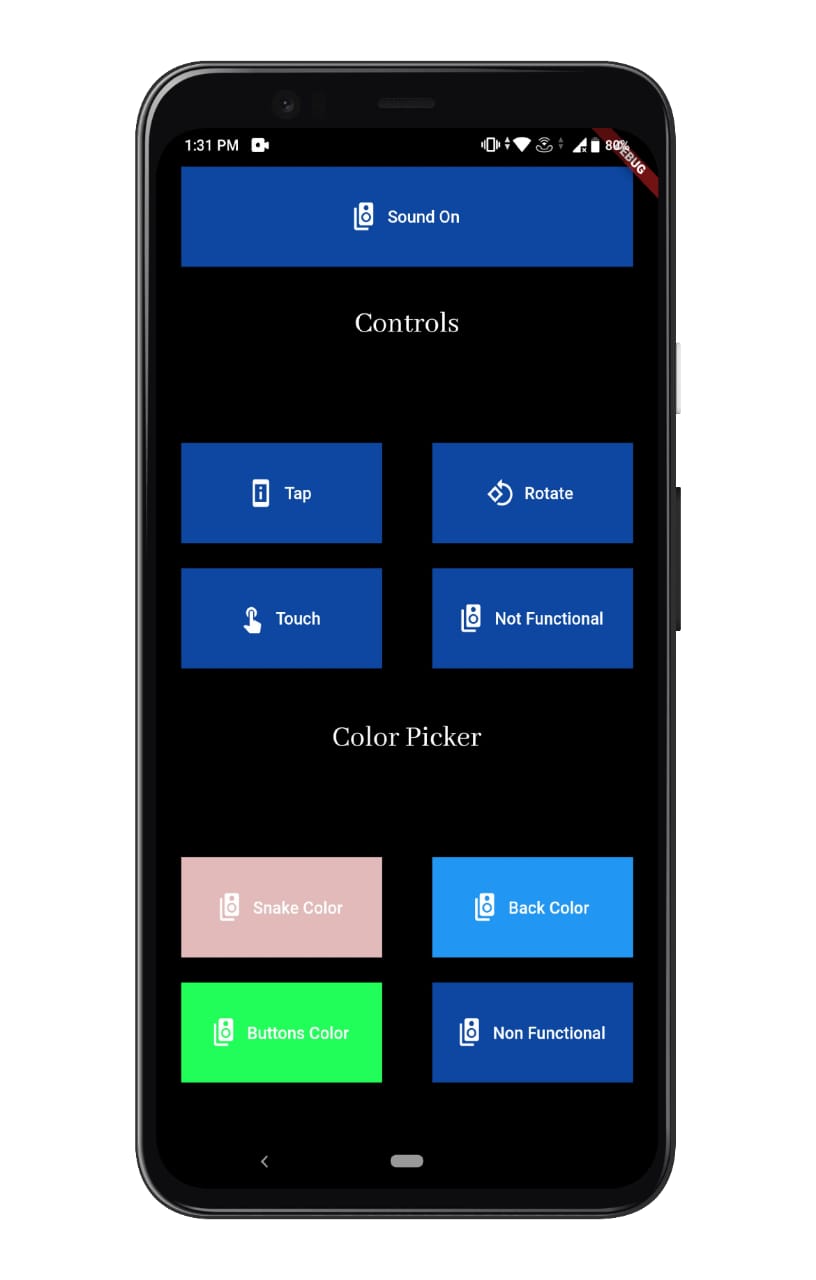 1:31 PM
80%
DEBUG
Sound On
Controls
Tap
Rotate
Touch
Not Functional
Color Picker
Snake Color
Back Color
Buttons Color
Non Functional